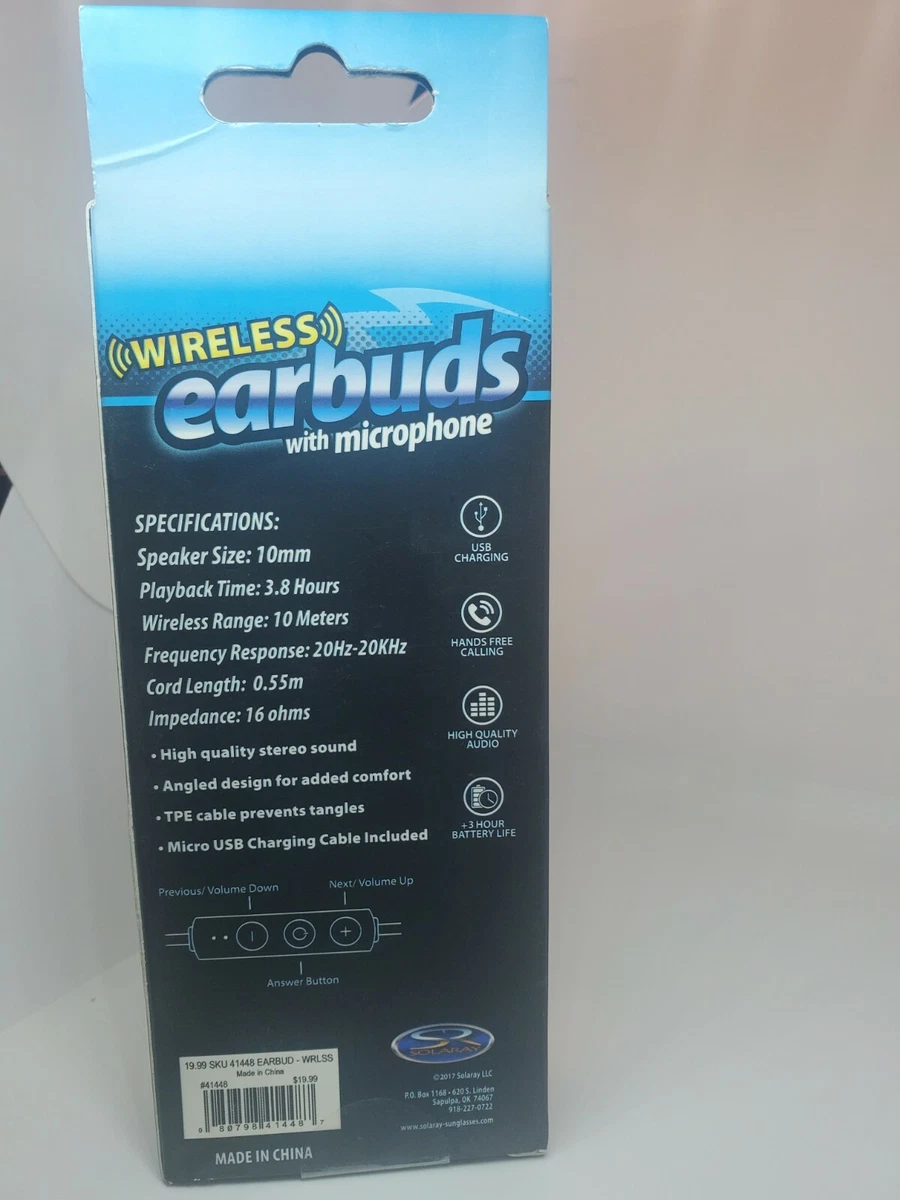 WIRELESS
earbuds
with microphone
SPECIFICATIONS:
Speaker Size: 10mm
Playback Time: 3.8 Hours
Wireless Range: 10 Meters
Frequency Response: 20Hz-20KHz
Cord Length: 0.55m
Impedance: 16 ohms
• High quality stereo sound
• Angled design for added comfort
• TPE cable prevents tangles
• Micro USB Charging Cable Included
USB
CHARGING
HANDS FREE
CALLING
HIGH QUALITY
AUDIO
+3 HOUR
BATTERY LIFE
Previous/ Volume Down
Next/ Volume Up
Answer Button
19.99 SKU 41448 EARBUD - WRLSS
Made in China
#41448 $19.99
0 80798 41448 7
MADE IN CHINA
SR
SOLARAY
©2017 Solaray LLC
P.O. Box 1168 • 620 S. Linden
Sapulpa, OK 74067
918-227-0722
www.solaray-sunglasses.com